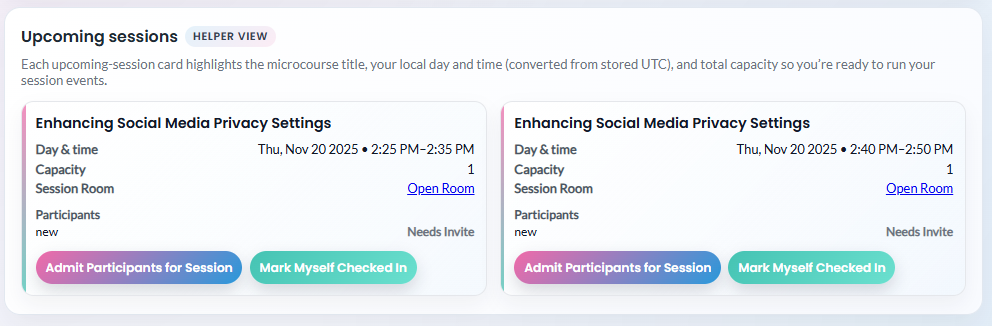 Upcoming sessions HELPER VIEW
Each upcoming-session card highlights the microcourse title, your local day and time (converted from stored UTC), and total capacity so you're ready to run your
session events.
Enhancing Social Media Privacy Settings
Day & time Thu, Nov 20 2025 • 2:25 PM–2:35 PM
Capacity 1
Session Room Open Room
Participants
new Needs Invite
Admit Participants for Session Mark Myself Checked In
Enhancing Social Media Privacy Settings
Day & time Thu, Nov 20 2025 • 2:40 PM–2:50 PM
Capacity 1
Session Room Open Room
Participants
new Needs Invite
Admit Participants for Session Mark Myself Checked In